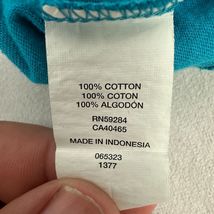 100% COTTON
100% COTON
100% ALGODÓN
RN59284
CA40465
MADE IN INDONESIA
065323
1377